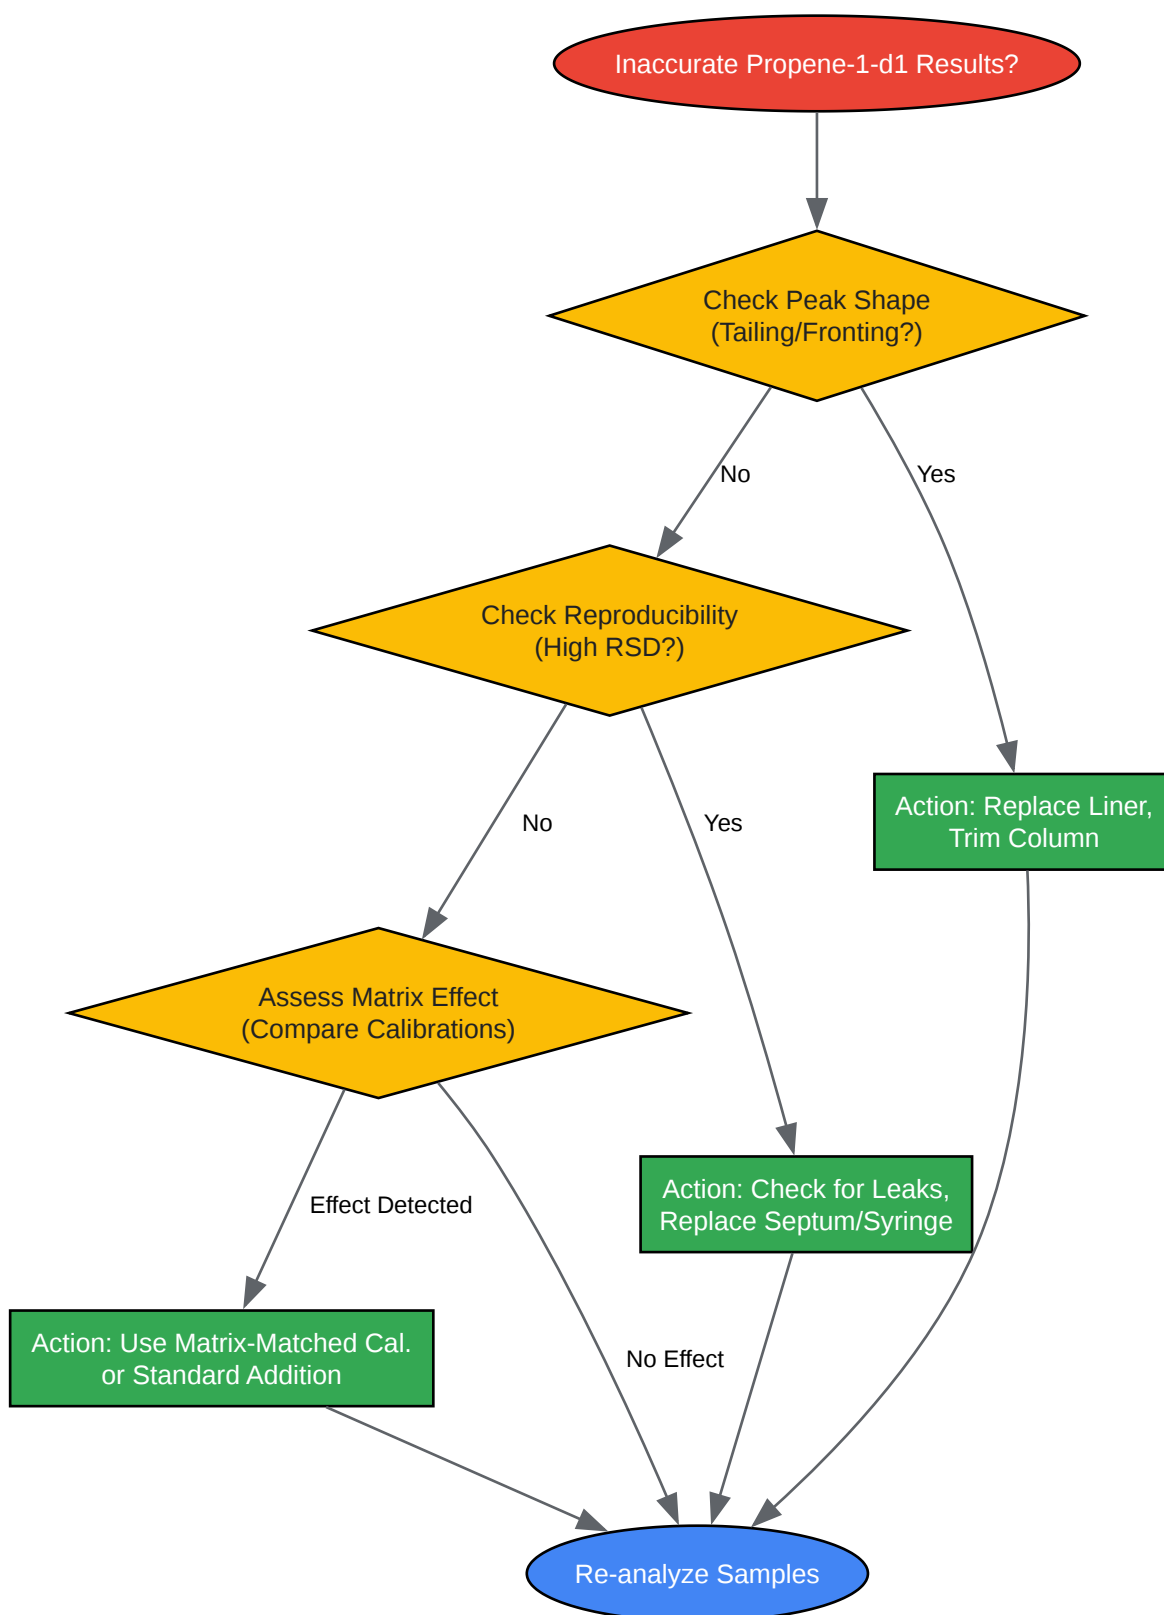 Inaccurate Propene-1-d1 Results?
Check Peak Shape
(Tailing/Fronting?)
No
Yes
Check Reproducibility
(High RSD?)
No
Yes
Action: Replace Liner,
Trim Column
Assess Matrix Effect
(Compare Calibrations)
Effect Detected
No Effect
Action: Check for Leaks,
Replace Septum/Syringe
Action: Use Matrix-Matched Cal.
or Standard Addition
Re-analyze Samples